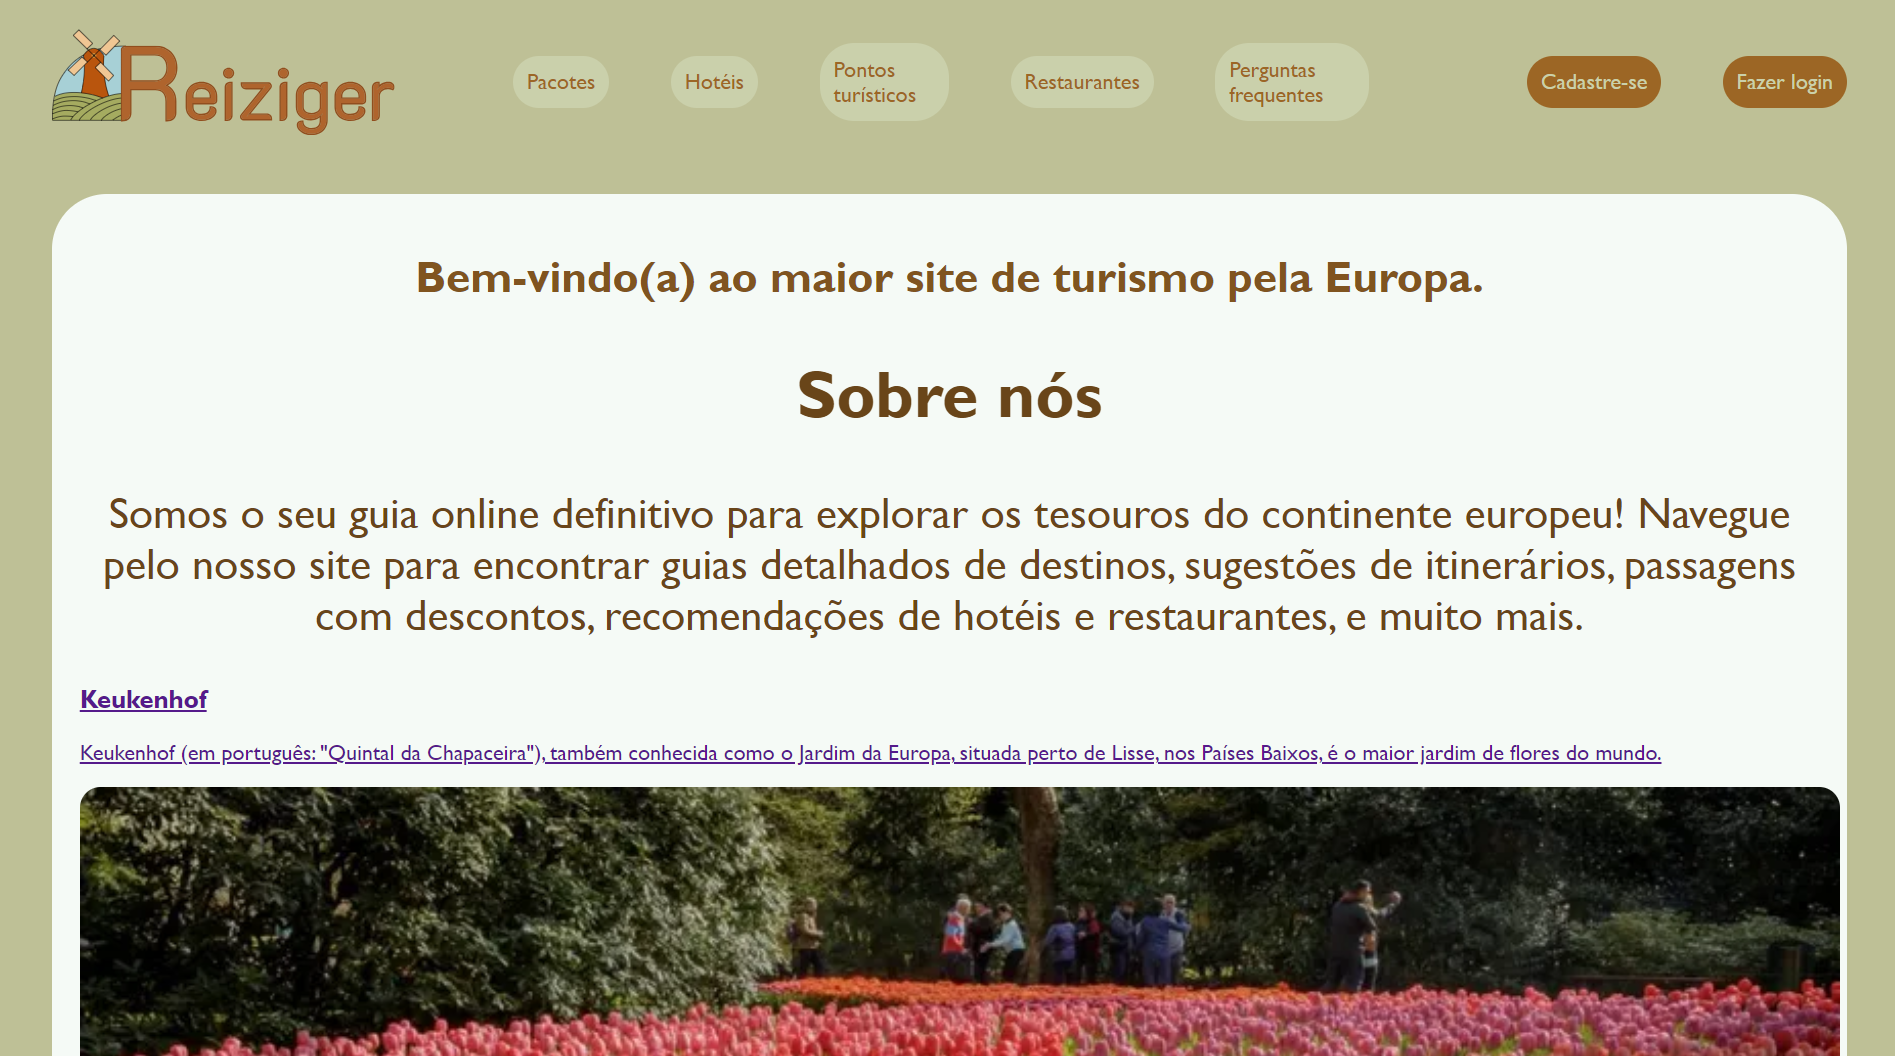 Reiziger
Pacotes
Hotéis
Pontos
turísticos
Restaurantes
Perguntas
frequentes
Cadastre-se
Fazer login
Bem-vindo(a) ao maior site de turismo pela Europa.
Sobre nós
Somos o seu guia online definitivo para explorar os tesouros do continente europeu! Navegue
pelo nosso site para encontrar guias detalhados de destinos, sugestões de itinerários, passagens
com descontos, recomendações de hotéis e restaurantes, e muito mais.
Keukenhof
Keukenhof (em português: "Quintal da Chapaceira"), também conhecida como o Jardim da Europa, situada perto de Lisse, nos Países Baixos, é o maior jardim de flores do mundo.